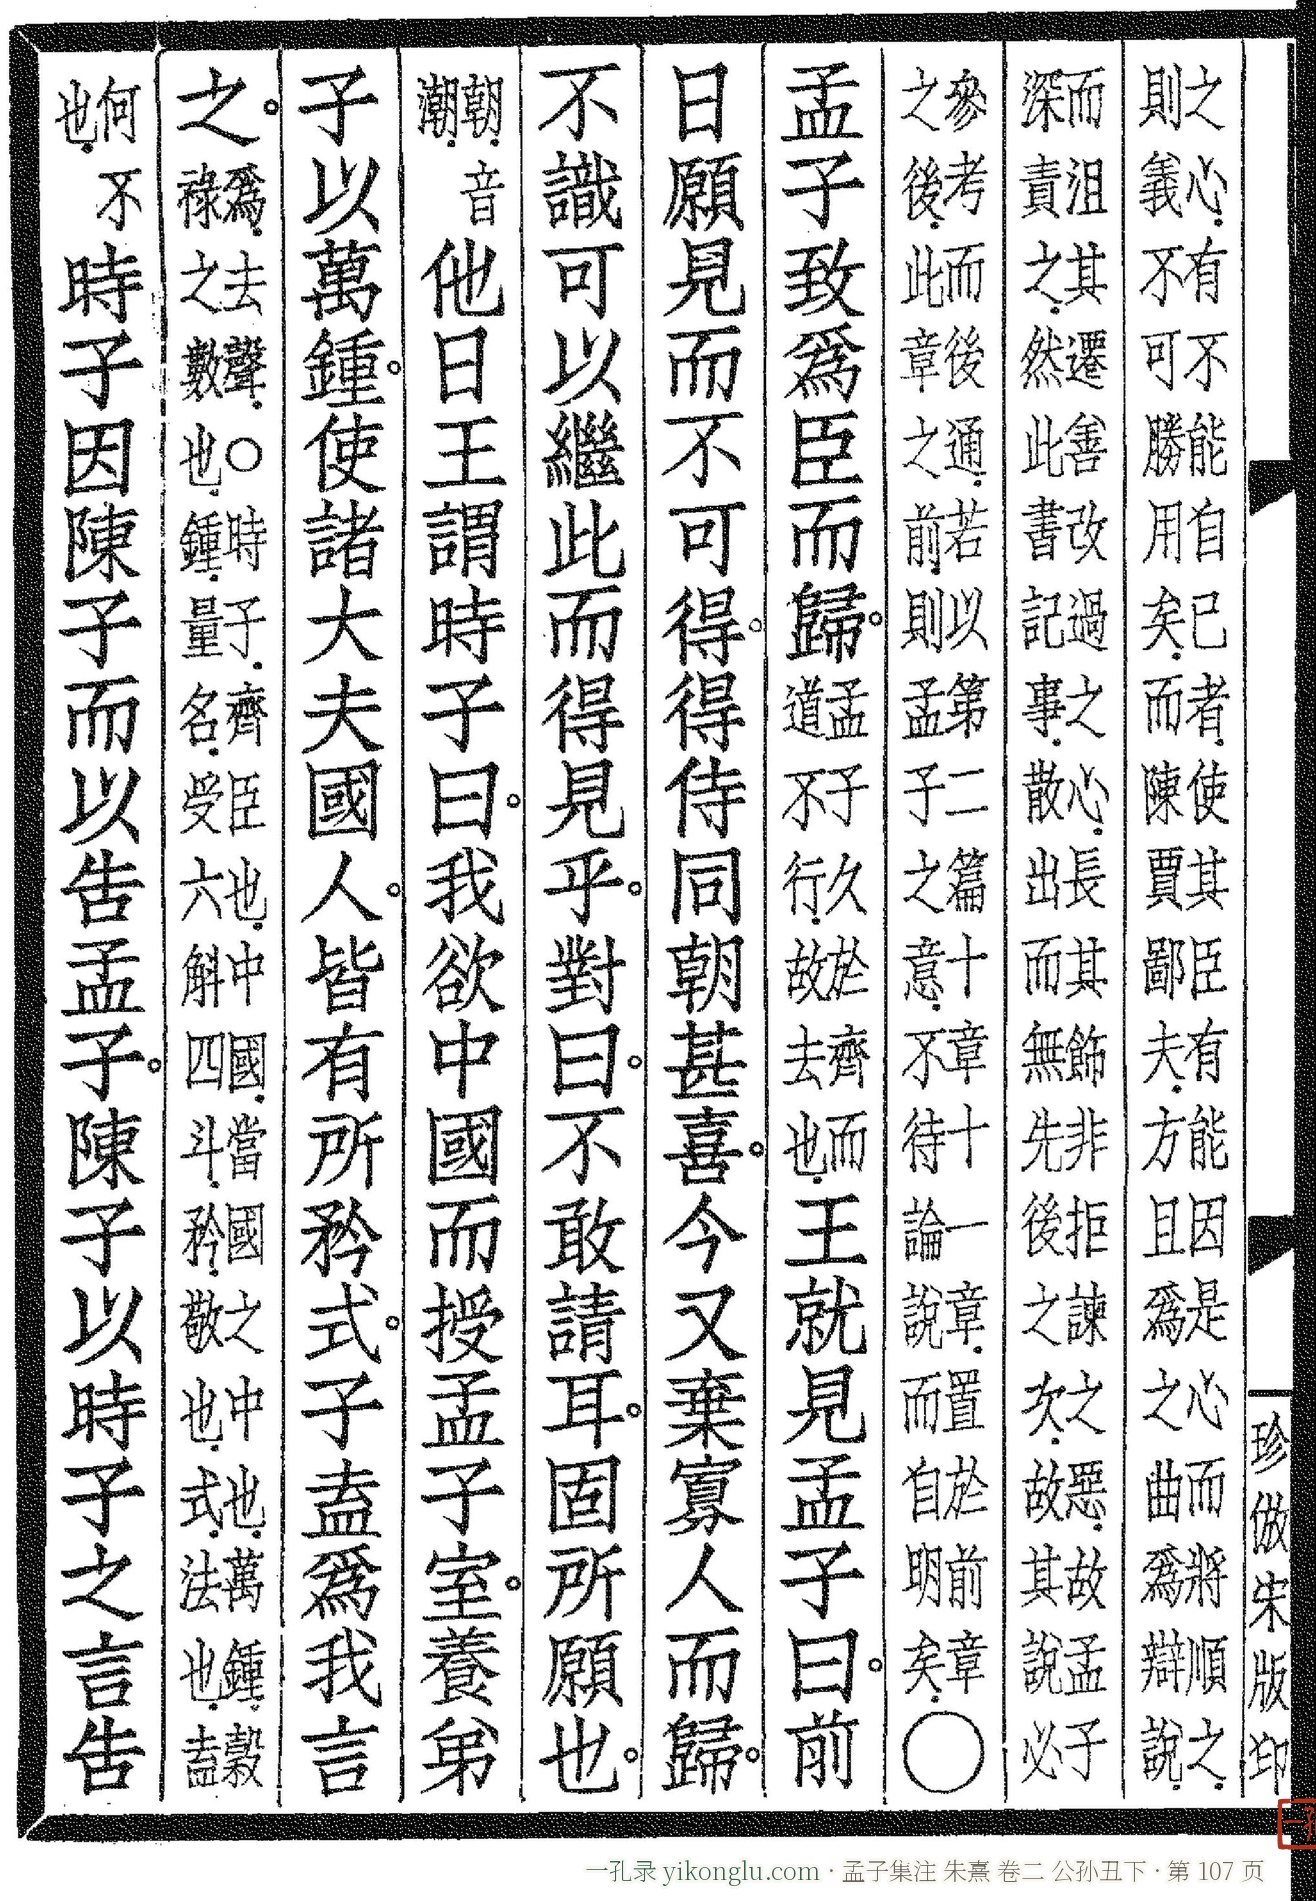 珍倣宋版印
之心。有不能自已者。使其臣有能因是心而將順之。
則義不可勝用矣。而陳賈鄙夫。方且爲之曲爲辯說。
而沮其遷善改過之心。長其飾非拒諫之惡。故孟子
深責之。然此書記事。散出而無先後之次。故其說必
參考而後通。若以第二篇十章十一章。置於前章
之後。此章之前。則孟子之意。不待論說而自明矣。○
孟子致爲臣而歸。孟子久於齊而道不行。故去也。王就見孟子曰。前
日願見而不可得。得侍同朝甚喜。今又棄寡人而歸。
不識可以繼此而得見乎。對曰。不敢請耳。固所願也。
朝。音潮。他日王謂時子曰。我欲中國而授孟子室。養弟
子以萬鍾。使諸大夫國人。皆有所矜式。子盍爲我言
之。爲。去聲。○時子。齊臣也。中國。當國之中也。萬鍾。穀
祿之數也。鍾。量名。受六斛四斗。矜。敬也。式。法也。盍
何不也。時子因陳子而以告孟子。陳子以時子之言告
一孔录 yikonglu.com · 孟子集注 朱熹 卷二 公孙丑下 · 第 107 页